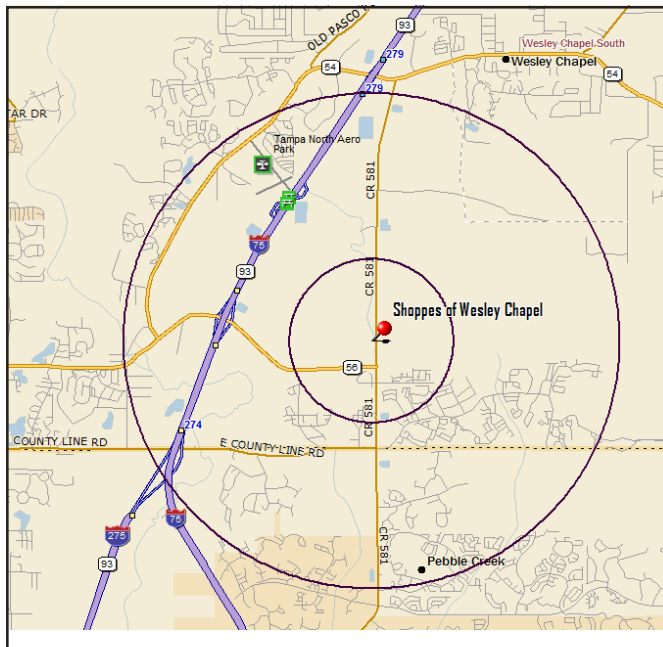 93
OLD PASCO
Wesley Chapel South
279
54
Wesley Chapel
54
279
TAR DR
Tampa North Aero
Park
CR 581
75
93
CR 581
Shoppes of Wesley Chapel
56
CR 581
274
COUNTY LINE RD
E COUNTY LINE RD
75
275
CR 581
93
Pebble Creek